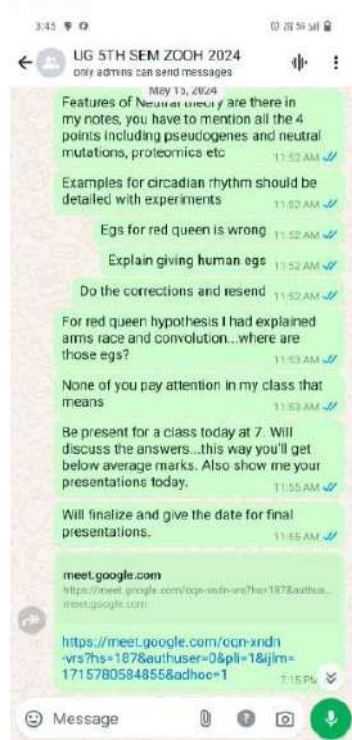 3:45
UG 5TH SEM ZOOH 2024
only admins can send messages
May 15, 2024
Features of Neutral theory are there in
my notes, you have to mention all the 4
points including pseudogenes and neutral
mutations, proteomics etc
11:52 AM
Examples for circadian rhythm should be
detailed with experiments
11:52 AM
Egs for red queen is wrong
11:52 AM
Explain giving human egs
11:52 AM
Do the corrections and resend
11:52 AM
For red queen hypothesis I had explained
arms race and convolution...where are
those egs?
11:53 AM
None of you pay attention in my class that
means
11:53 AM
Be present for a class today at 7. Will
discuss the answers...this way you'll get
below average marks. Also show me your
presentations today.
11:55 AM
Will finalize and give the date for final
presentations.
11:55 AM
meet.google.com
meet.google.com
https://meet.google.com/oqn-xndn
-vrs?hs=187&authuser=0&pli=1&ijlm=
1715780584855&adhoc=1
7:15 PM
Message